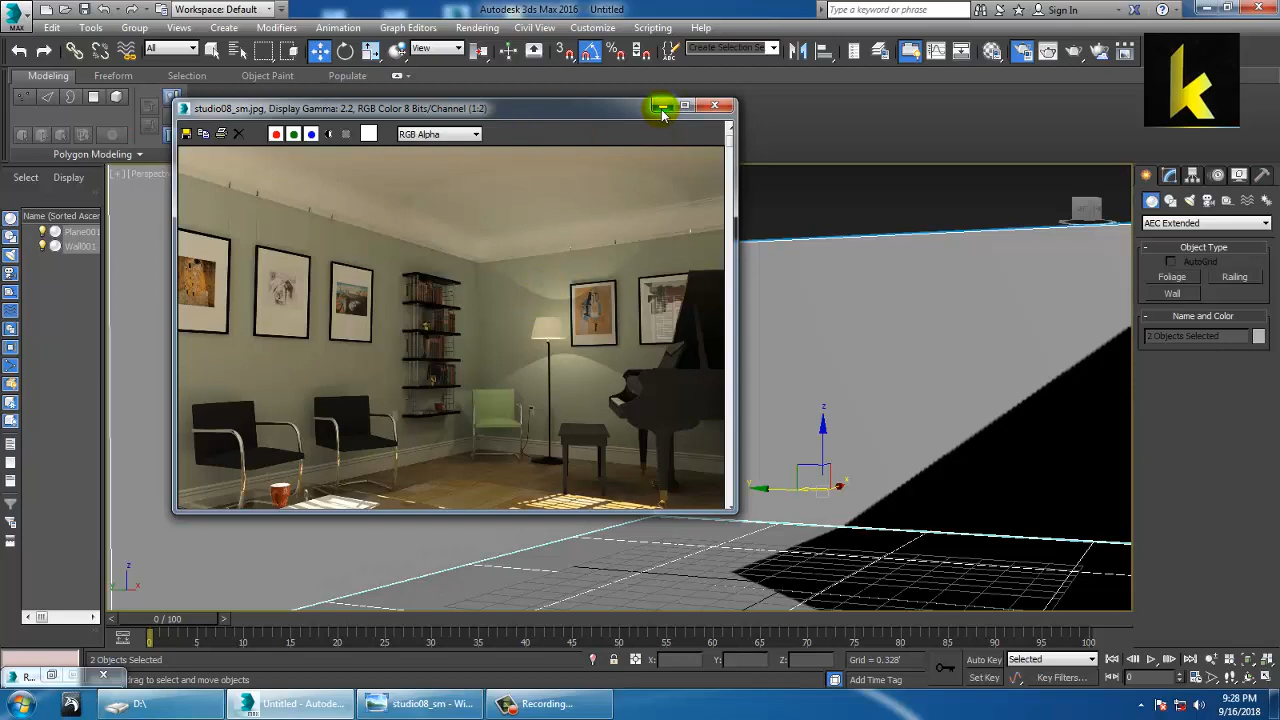 MAX
Workspace: Default
Autodesk 3ds Max 2016
Untitled
Type a keyword or phrase
Sign In
Edit
Tools
Group
Views
Create
Modifiers
Animation
Graph Editors
Rendering
Civil View
Customize
Scripting
Help
All
View
Create Selection Se
Modeling
Freeform
Selection
Object Paint
Populate
Polygon Modeling
studio08_sm.jpg, Display Gamma: 2.2, RGB Color 8 Bits/Channel (1:2)
RGB Alpha
Select
Display
[ + ] [Perspectiv
Name (Sorted Ascen
Plane001
Wall001
AEC Extended
Object Type
AutoGrid
Foliage
Railing
Wall
Name and Color
2 Objects Selected
k
z
y
x
z
x
0 / 100
0 5 10 15 20 25 30 35 40 45 50 55 60 65 70 75 80 85 90 95 100
2 Objects Selected
X:
Y:
Z:
Grid = 0.328'
Auto Key
Selected
R...
drag to select and move objects
Add Time Tag
Set Key
Key Filters...
0
D:\
Untitled - Autode...
studio08_sm - Wi...
Recording...
9:28 PM
9/16/2018